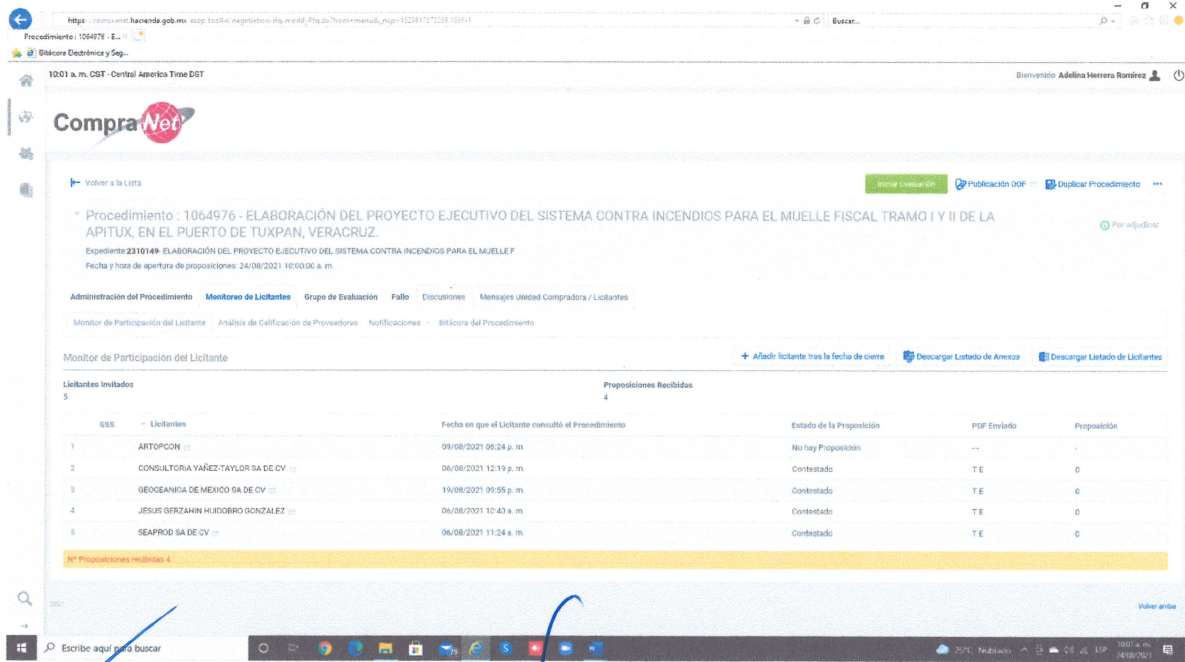 Buscar...
Procedimiento : 1064976 - E...
Bitácora Electrónica y Seg...
10:01 a. m. CST - Central America Time DST
Bienvenido Adelina Herrera Ramírez
CompraNet
Volver a la Lista
Publicación DOF
Duplicar Procedimiento
Procedimiento : 1064976 - ELABORACIÓN DEL PROYECTO EJECUTIVO DEL SISTEMA CONTRA INCENDIOS PARA EL MUELLE FISCAL TRAMO I Y II DE LA
APITUX, EN EL PUERTO DE TUXPAN, VERACRUZ.
Por adjudicar
Expediente 2310149- ELABORACIÓN DEL PROYECTO EJECUTIVO DEL SISTEMA CONTRA INCENDIOS PARA EL MUELLE F
Fecha y hora de apertura de proposiciones: 24/08/2021 10:00:00 a. m.
Administración del Procedimiento Monitoreo de Licitantes Grupo de Evaluación Fallo Discusiones Mensajes Unidad Compradora / Licitantes
Monitor de Participación del Licitante Análisis de Calificación de Proveedores Notificaciones Bitácora del Procedimiento
Monitor de Participación del Licitante
+ Añadir licitante tras la fecha de cierre Descargar Listado de Anexos Descargar Listado de Licitantes
Licitantes Invitados Proposiciones Recibidas
5 4
SSS Licitantes Fecha en que el Licitante consultó el Procedimiento Estado de la Proposición PDF Enviado Proposición
1 ARTOPCON 09/08/2021 06:24 p. m. No hay Proposición -- -
2 CONSULTORIA YAÑEZ-TAYLOR SA DE CV 06/08/2021 12:19 p. m. Contestado T E 0
3 GEOCEANICA DE MEXICO SA DE CV 19/08/2021 09:55 p. m. Contestado T E 0
4 JESUS GERZAHIN HUIDOBRO GONZALEZ 06/08/2021 10:40 a. m. Contestado T E 0
5 SEAPROD SA DE CV 06/08/2021 11:24 a. m. Contestado T E 0
Nº Proposiciones recibidas 4
Volver arriba
Escribe aquí para buscar
25°C Nublado ESP 10:01 a. m.
24/08/2021